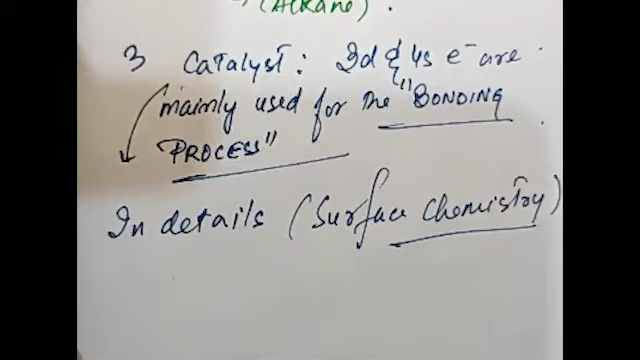 → (Alkane).
3 Catalyst: 3d & 4s e⁻ are
mainly used for the "BONDING
PROCESS"
In details (Surface Chemistry)